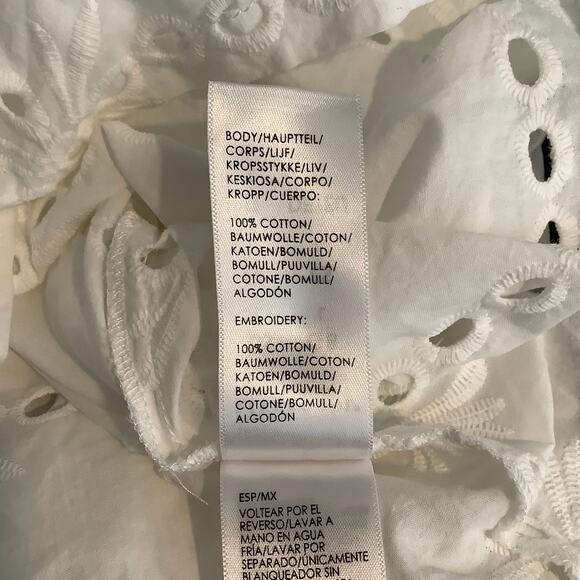 BODY/HAUPTTEIL/
CORPS/LIJF/
KROPSSTYKKE/LIV/
KESKIOSA/CORPO/
KROPP/CUERPO:
100% COTTON/
BAUMWOLLE/COTON/
KATOEN/BOMULD/
BOMULL/PUUVILLA/
COTONE/BOMULL/
ALGODÓN
EMBROIDERY:
100% COTTON/
BAUMWOLLE/COTON/
KATOEN/BOMULD/
BOMULL/PUUVILLA/
COTONE/BOMULL/
ALGODÓN
ESP/MX
VOLTEAR POR EL
REVERSO/LAVAR A
MANO EN AGUA
FRÍA/LAVAR POR
SEPARADO/ÚNICAMENTE
BLANQUEADOR SIN